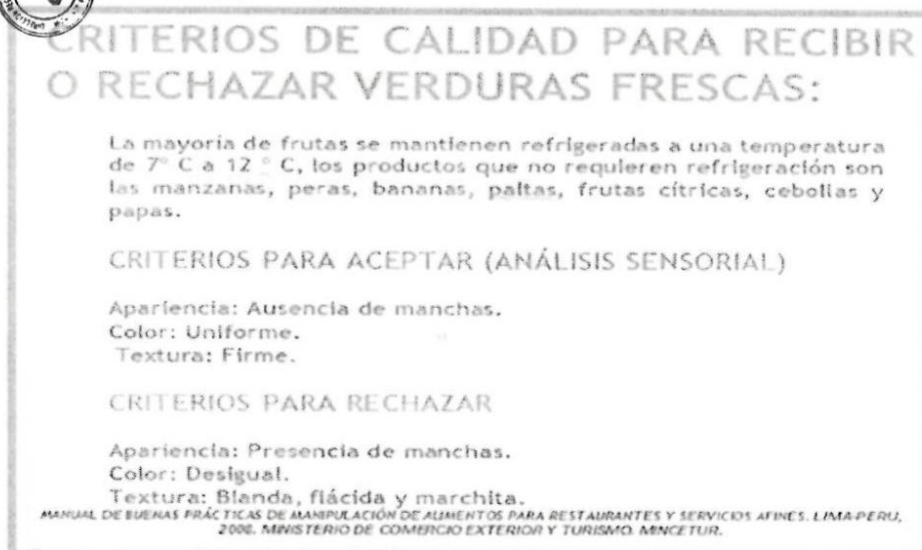 CRITERIOS DE CALIDAD PARA RECIBIR
O RECHAZAR VERDURAS FRESCAS:
La mayoría de frutas se mantienen refrigeradas a una temperatura
de 7° C a 12 ° C, los productos que no requieren refrigeración son
las manzanas, peras, bananas, paltas, frutas cítricas, cebollas y
papas.
CRITERIOS PARA ACEPTAR (ANÁLISIS SENSORIAL)
Apariencia: Ausencia de manchas.
Color: Uniforme.
Textura: Firme.
CRITERIOS PARA RECHAZAR
Apariencia: Presencia de manchas.
Color: Desigual.
Textura: Blanda, flácida y marchita.
MANUAL DE BUENAS PRÁCTICAS DE MANIPULACIÓN DE ALIMENTOS PARA RESTAURANTES Y SERVICIOS AFINES. LIMA-PERU,
2008. MINISTERIO DE COMERCIO EXTERIOR Y TURISMO. MINCETUR.